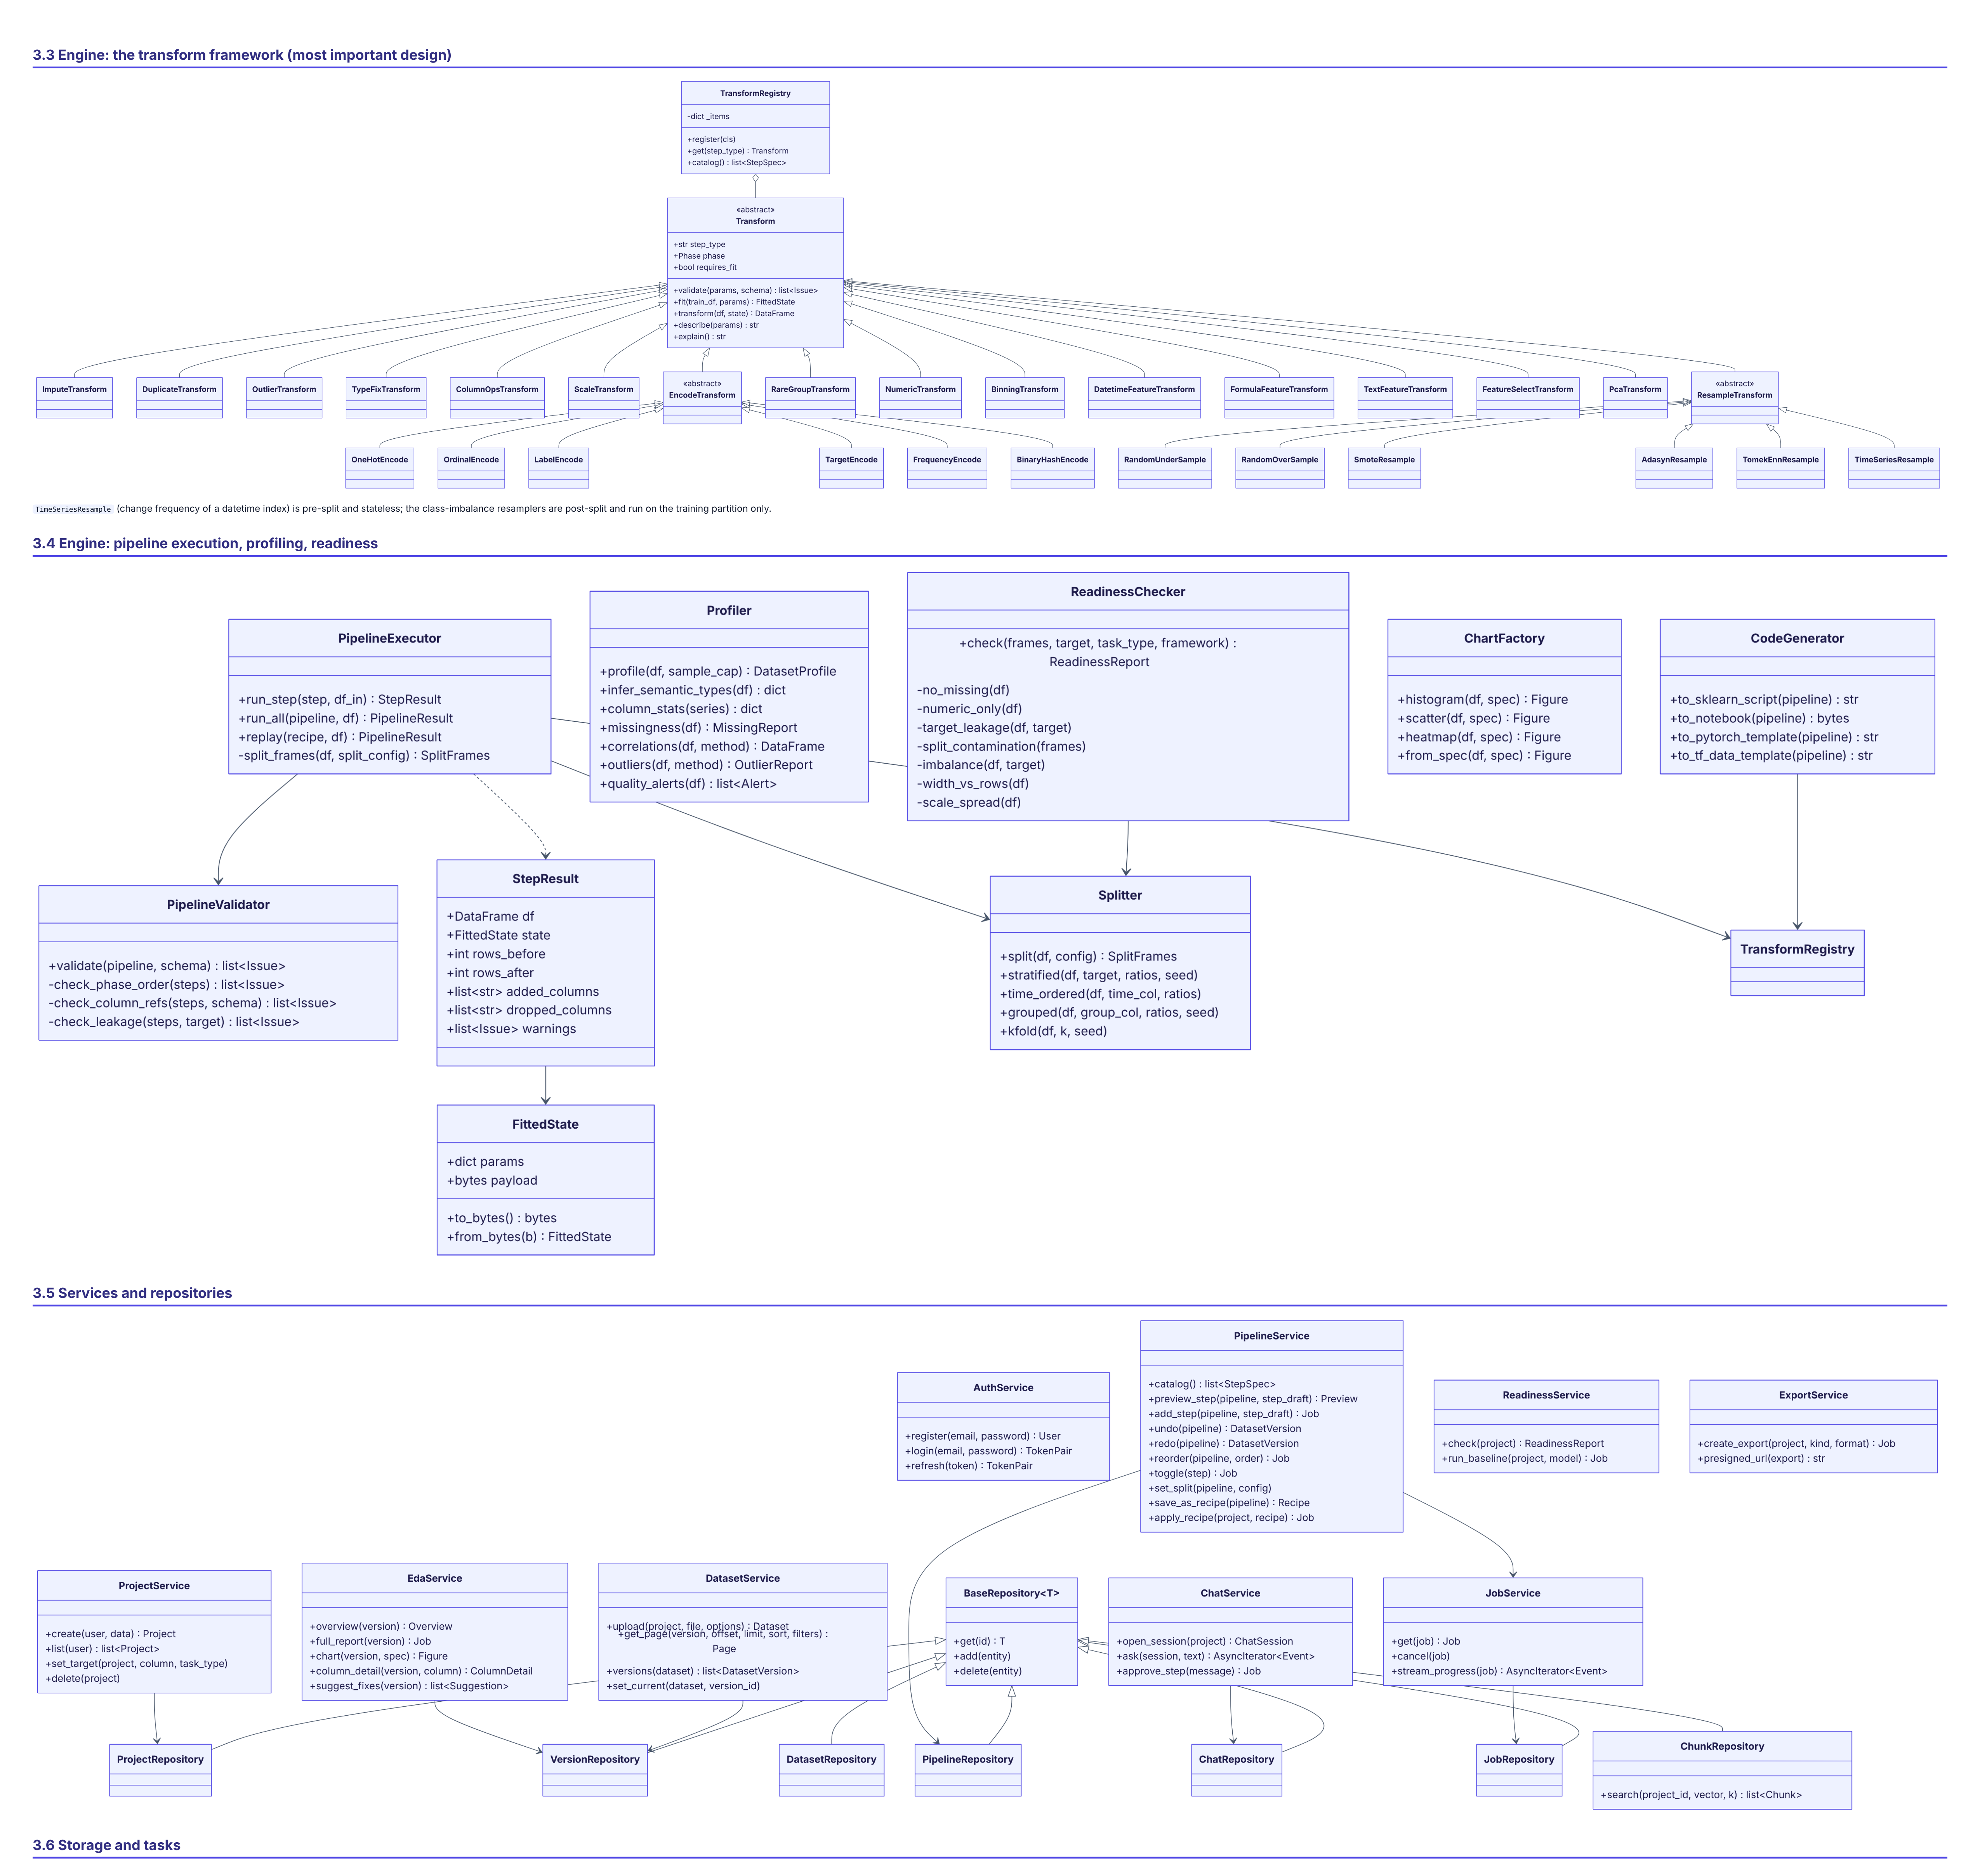 3.3 Engine: the transform framework (most important design)
TransformRegistry
-dict _items
+register(cls)
+get(step_type) : Transform
+catalog() : list<StepSpec>
«abstract»
Transform
+str step_type
+Phase phase
+bool requires_fit
+validate(params, schema) : list<Issue>
+fit(train_df, params) : FittedState
+transform(df, state) : DataFrame
+describe(params) : str
+explain() : str
ImputeTransform
DuplicateTransform
OutlierTransform
TypeFixTransform
ColumnOpsTransform
ScaleTransform
«abstract»
EncodeTransform
RareGroupTransform
NumericTransform
BinningTransform
DatetimeFeatureTransform
FormulaFeatureTransform
TextFeatureTransform
FeatureSelectTransform
PcaTransform
«abstract»
ResampleTransform
OneHotEncode
OrdinalEncode
LabelEncode
TargetEncode
FrequencyEncode
BinaryHashEncode
RandomUnderSample
RandomOverSample
SmoteResample
AdasynResample
TomekEnnResample
TimeSeriesResample
TimeSeriesResample (change frequency of a datetime index) is pre-split and stateless; the class-imbalance resamplers are post-split and run on the training partition only.
3.4 Engine: pipeline execution, profiling, readiness
PipelineExecutor
+run_step(step, df_in) : StepResult
+run_all(pipeline, df) : PipelineResult
+replay(recipe, df) : PipelineResult
-split_frames(df, split_config) : SplitFrames
Profiler
+profile(df, sample_cap) : DatasetProfile
+infer_semantic_types(df) : dict
+column_stats(series) : dict
+missingness(df) : MissingReport
+correlations(df, method) : DataFrame
+outliers(df, method) : OutlierReport
+quality_alerts(df) : list<Alert>
ReadinessChecker
+check(frames, target, task_type, framework) :
ReadinessReport
-no_missing(df)
-numeric_only(df)
-target_leakage(df, target)
-split_contamination(frames)
-imbalance(df, target)
-width_vs_rows(df)
-scale_spread(df)
ChartFactory
+histogram(df, spec) : Figure
+scatter(df, spec) : Figure
+heatmap(df, spec) : Figure
+from_spec(df, spec) : Figure
CodeGenerator
+to_sklearn_script(pipeline) : str
+to_notebook(pipeline) : bytes
+to_pytorch_template(pipeline) : str
+to_tf_data_template(pipeline) : str
PipelineValidator
+validate(pipeline, schema) : list<Issue>
-check_phase_order(steps) : list<Issue>
-check_column_refs(steps, schema) : list<Issue>
-check_leakage(steps, target) : list<Issue>
StepResult
+DataFrame df
+FittedState state
+int rows_before
+int rows_after
+list<str> added_columns
+list<str> dropped_columns
+list<Issue> warnings
Splitter
+split(df, config) : SplitFrames
+stratified(df, target, ratios, seed)
+time_ordered(df, time_col, ratios)
+grouped(df, group_col, ratios, seed)
+kfold(df, k, seed)
TransformRegistry
FittedState
+dict params
+bytes payload
+to_bytes() : bytes
+from_bytes(b) : FittedState
3.5 Services and repositories
PipelineService
+catalog() : list<StepSpec>
+preview_step(pipeline, step_draft) : Preview
+add_step(pipeline, step_draft) : Job
+undo(pipeline) : DatasetVersion
+redo(pipeline) : DatasetVersion
+reorder(pipeline, order) : Job
+toggle(step) : Job
+set_split(pipeline, config)
+save_as_recipe(pipeline) : Recipe
+apply_recipe(project, recipe) : Job
AuthService
+register(email, password) : User
+login(email, password) : TokenPair
+refresh(token) : TokenPair
ReadinessService
+check(project) : ReadinessReport
+run_baseline(project, model) : Job
ExportService
+create_export(project, kind, format) : Job
+presigned_url(export) : str
ProjectService
+create(user, data) : Project
+list(user) : list<Project>
+set_target(project, column, task_type)
+delete(project)
EdaService
+overview(version) : Overview
+full_report(version) : Job
+chart(version, spec) : Figure
+column_detail(version, column) : ColumnDetail
+suggest_fixes(version) : list<Suggestion>
DatasetService
+upload(project, file, options) : Dataset
+get_page(version, offset, limit, sort, filters) :
Page
+versions(dataset) : list<DatasetVersion>
+set_current(dataset, version_id)
BaseRepository<T>
+get(id) : T
+add(entity)
+delete(entity)
ChatService
+open_session(project) : ChatSession
+ask(session, text) : AsyncIterator<Event>
+approve_step(message) : Job
JobService
+get(job) : Job
+cancel(job)
+stream_progress(job) : AsyncIterator<Event>
ProjectRepository
VersionRepository
DatasetRepository
PipelineRepository
ChatRepository
JobRepository
ChunkRepository
+search(project_id, vector, k) : list<Chunk>
3.6 Storage and tasks